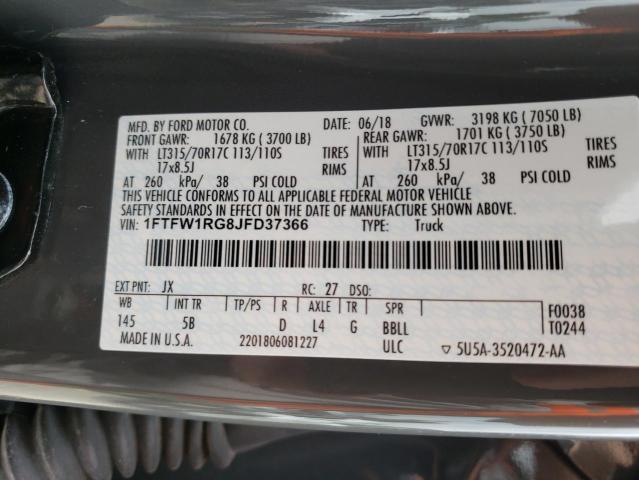 MFD. BY FORD MOTOR CO. DATE: 06/18 GVWR: 3198 KG ( 7050 LB)
FRONT GAWR: 1678 KG ( 3700 LB) REAR GAWR: 1701 KG ( 3750 LB)
WITH LT315/70R17C 113/110S TIRES WITH LT315/70R17C 113/110S TIRES
17x8.5J RIMS 17x8.5J RIMS
AT 260 kPa/ 38 PSI COLD AT 260 kPa/ 38 PSI COLD
THIS VEHICLE CONFORMS TO ALL APPLICABLE FEDERAL MOTOR VEHICLE
SAFETY STANDARDS IN EFFECT ON THE DATE OF MANUFACTURE SHOWN ABOVE.
VIN: 1FTFW1RG8JFD37366 TYPE: Truck
EXT PNT: JX RC: 27 DSO:
WB INT TR TP/PS R AXLE TR SPR F0038
145 5B D L4 G BBLL T0244
MADE IN U.S.A. 2201806081227 ULC ▽ 5U5A-3520472-AA